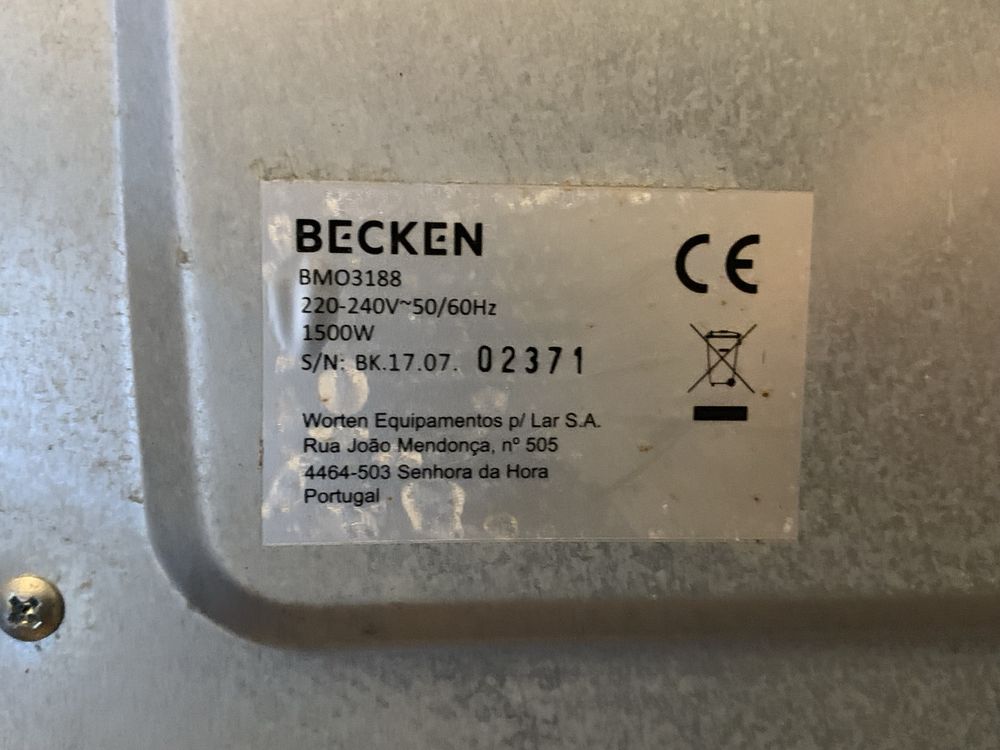 BECKEN
BMO3188
220-240V~50/60Hz
1500W
S/N: BK.17.07. 02371
Worten Equipamentos p/ Lar S.A.
Rua João Mendonça, nº 505
4464-503 Senhora da Hora
Portugal
CE